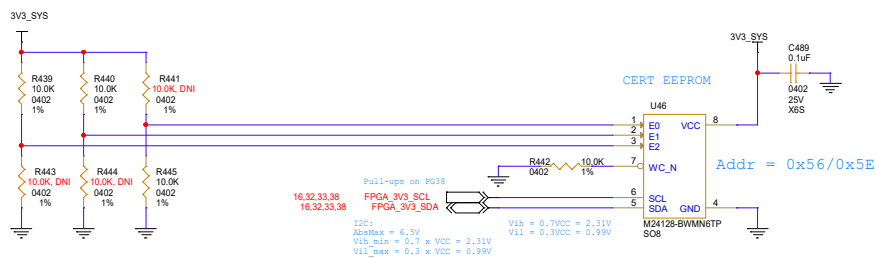 3V3_SYS
R439
10.0K
0402
1%
R440
10.0K
0402
1%
R441
10.0K, DNI
0402
1%
R443
10.0K, DNI
0402
1%
R444
10.0K, DNI
0402
1%
R445
10.0K
0402
1%
3V3_SYS
C489
0.1uF
0402
25V
X6S
CERT EEPROM
U46
1 E0 VCC 8
2 E1
3 E2
R442 10.0K 7 WC_N
0402 1%
Addr = 0x56/0x5E
Pull-ups on PG38
16,32,33,38 FPGA_3V3_SCL 6 SCL
16,32,33,38 FPGA_3V3_SDA 5 SDA GND 4
M24128-BWMN6TP
SO8
I2C:
AbsMax = 6.5V
Vih_min = 0.7 x VCC = 2.31V
Vil_max = 0.3 x VCC = 0.99V
Vih = 0.7VCC = 2.31V
Vil = 0.3VCC = 0.99V